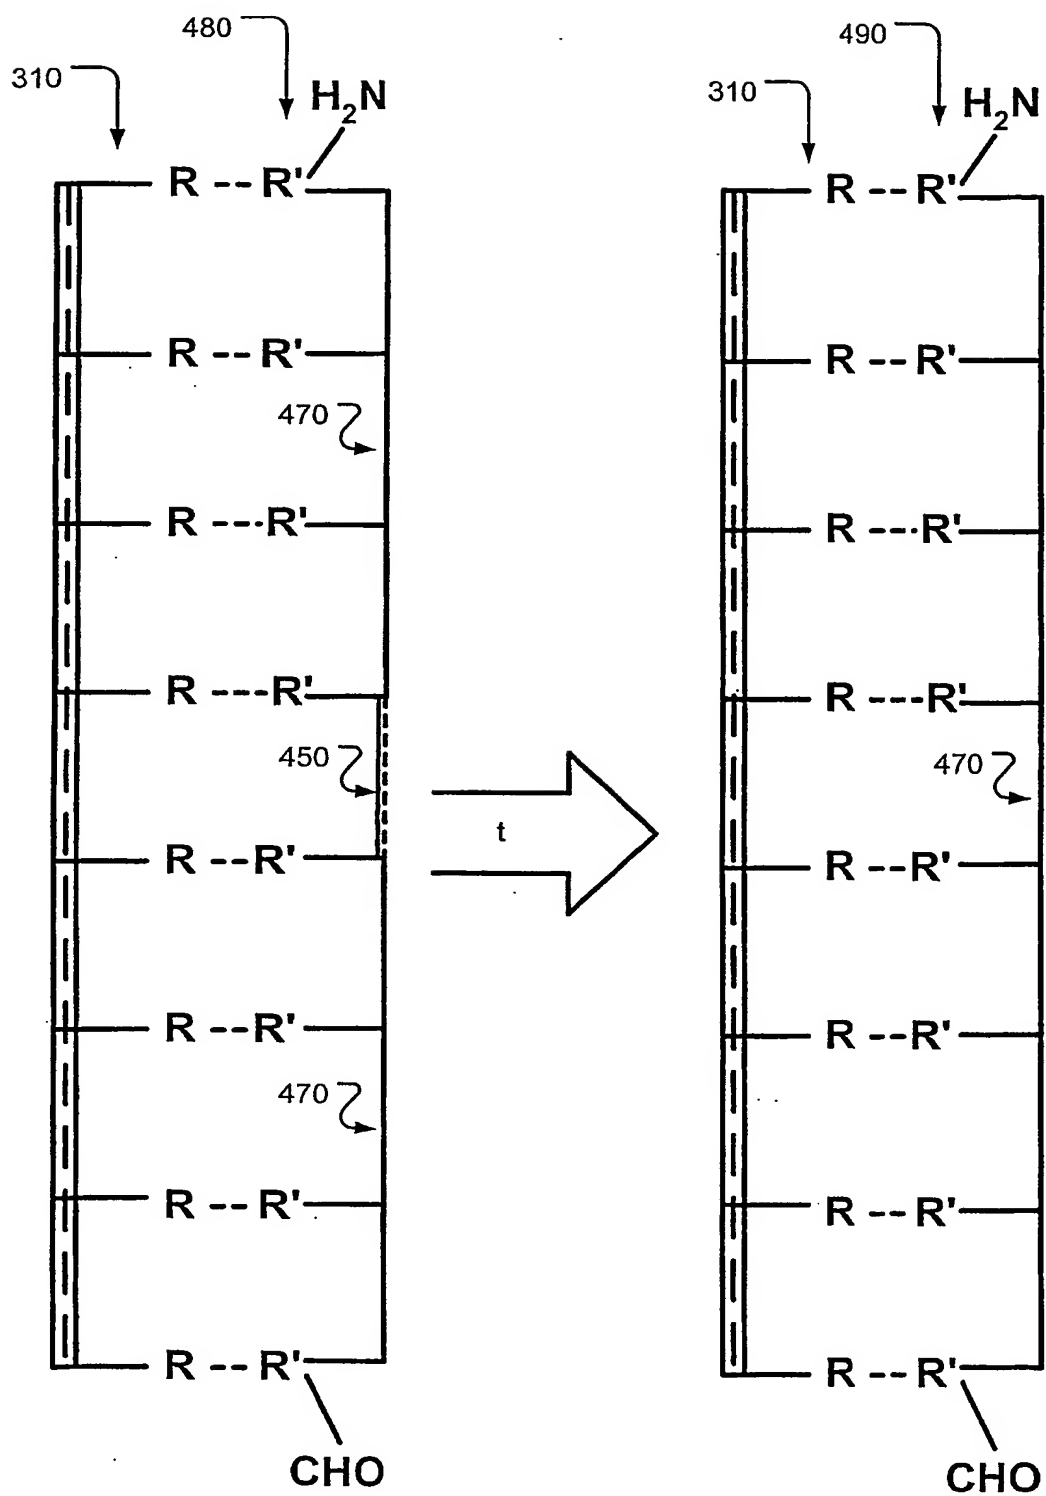 480
490
310
H2N
310
H2N
R --- R'
R --- R'
R --- R'
R --- R'
470
R --- R'
R --- R'
R --- R'
R --- R'
450
470
t
R --- R'
R --- R'
R --- R'
R --- R'
470
R --- R'
R --- R'
R --- R'
R --- R'
CHO
CHO